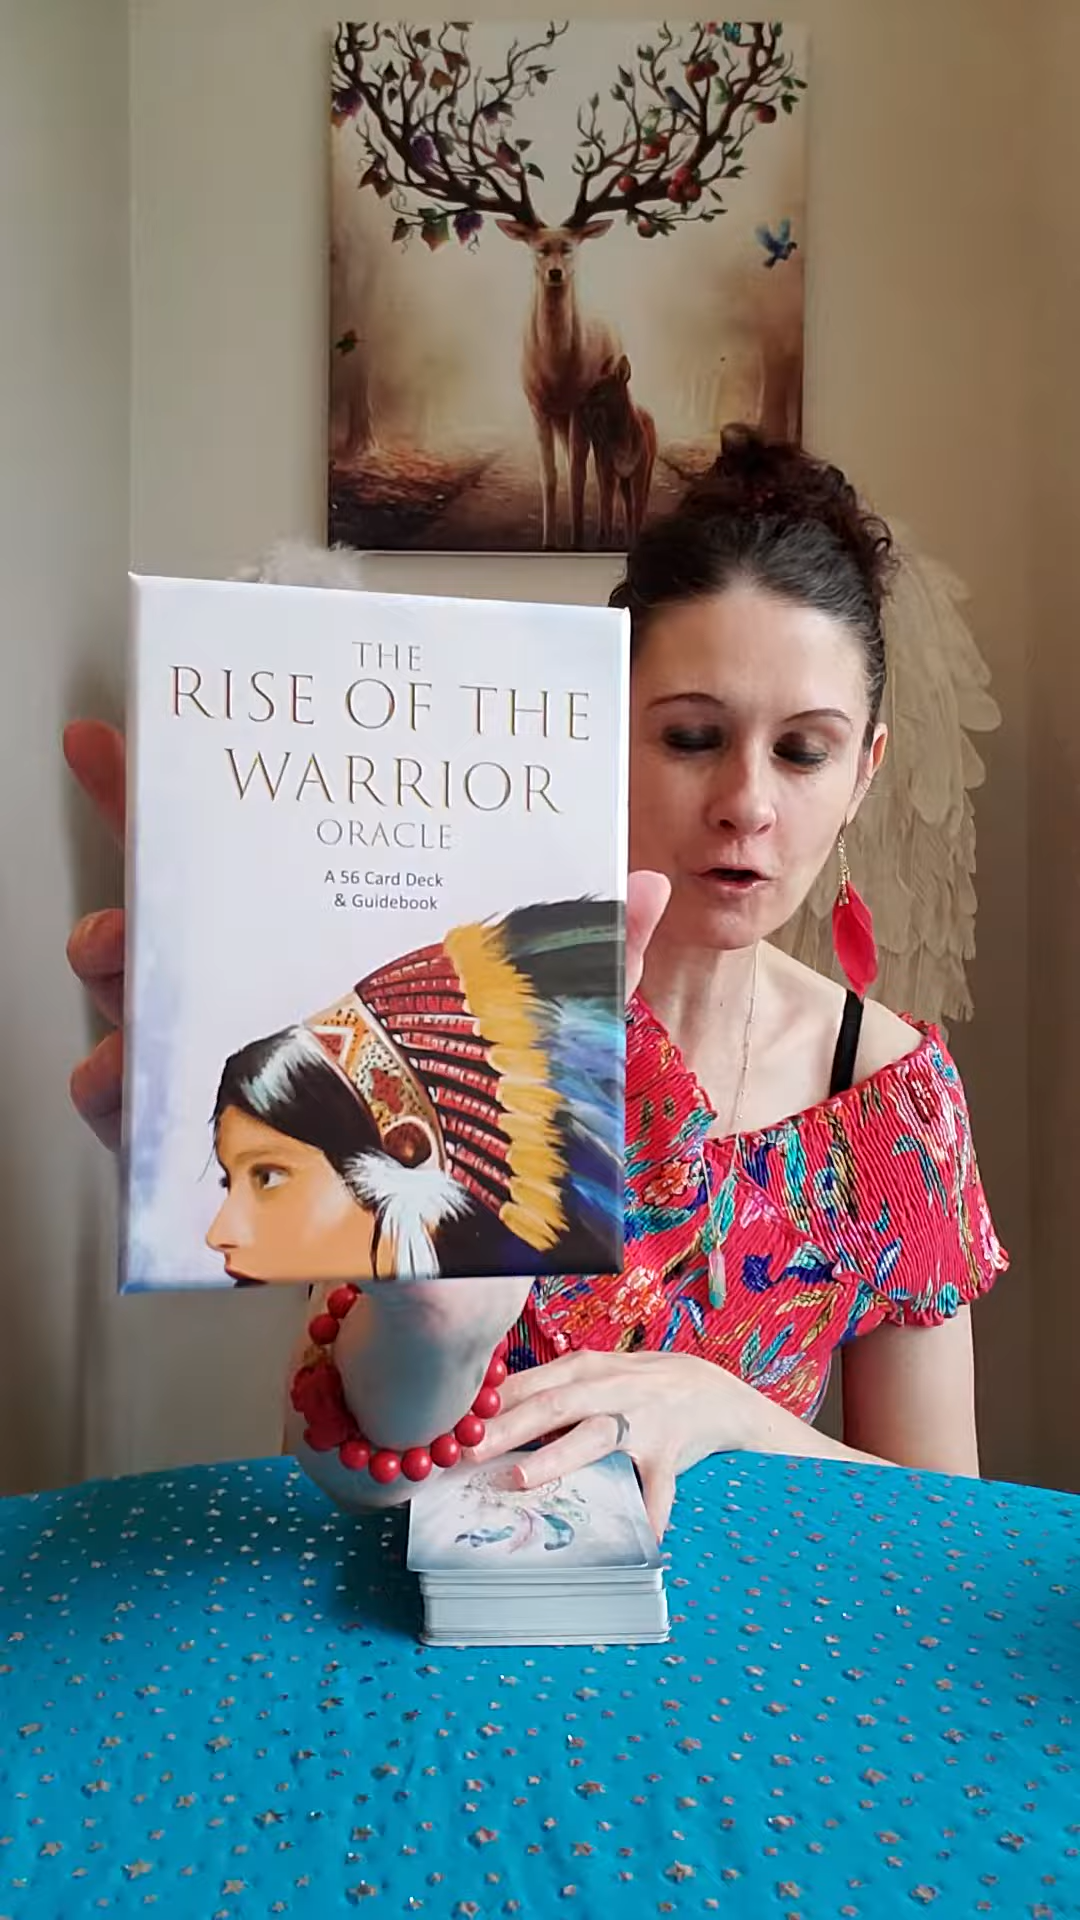 THE
RISE OF THE
WARRIOR
ORACLE
A 56 Card Deck
& Guidebook